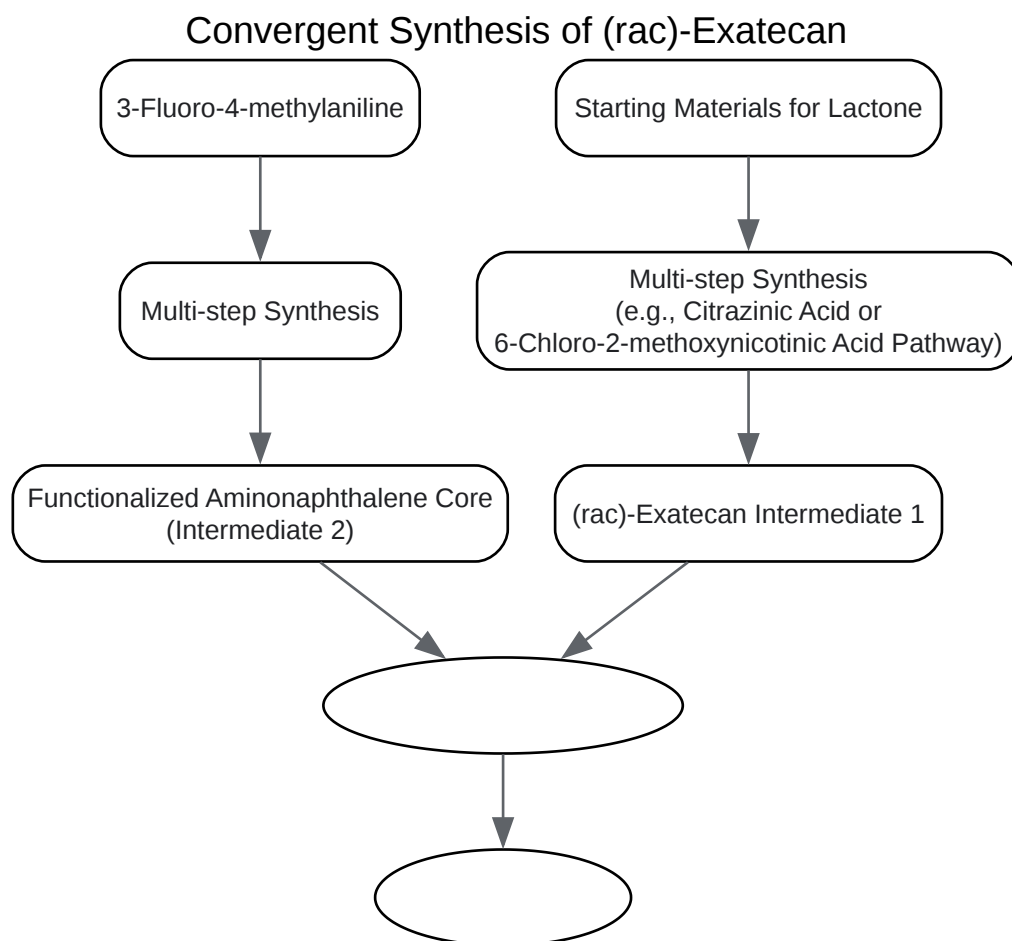 Convergent Synthesis of (rac)-Exatecan
3-Fluoro-4-methylaniline
Starting Materials for Lactone
Multi-step Synthesis
Multi-step Synthesis
(e.g., Citrazinic Acid or
6-Chloro-2-methoxynicotinic Acid Pathway)
Functionalized Aminonaphthalene Core
(Intermediate 2)
(rac)-Exatecan Intermediate 1